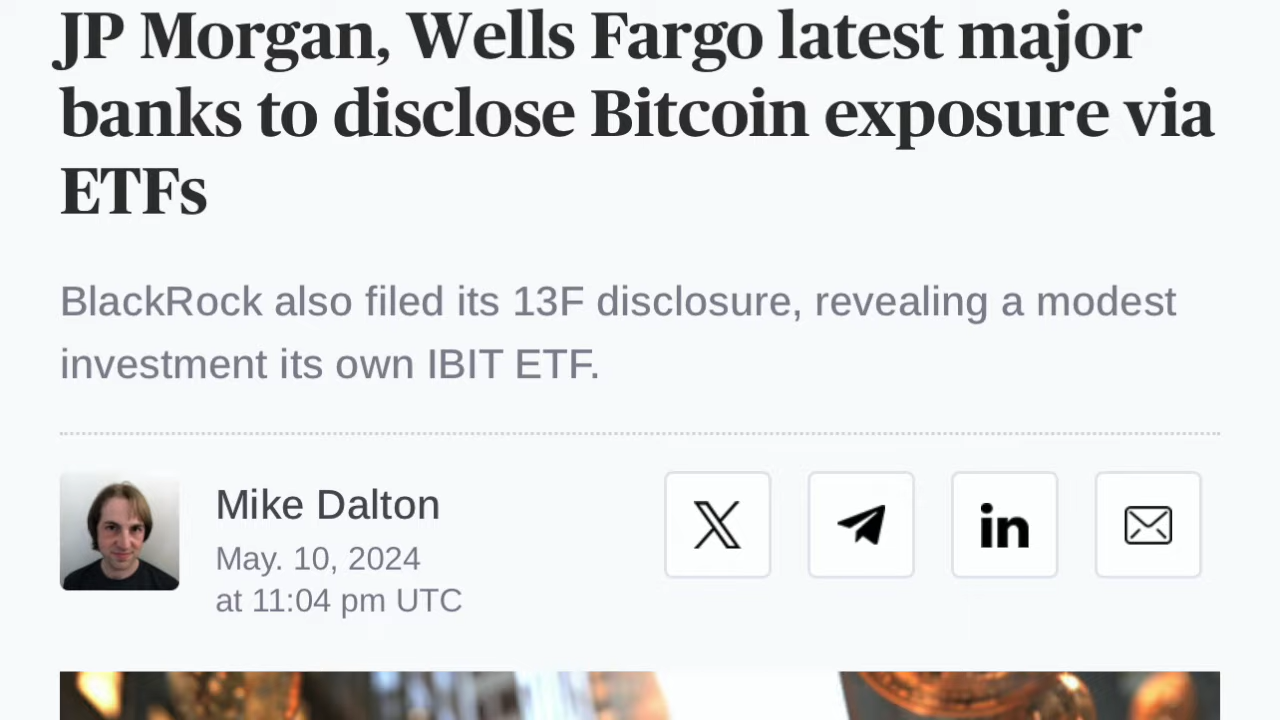 JP Morgan, Wells Fargo latest major
banks to disclose Bitcoin exposure via
ETFs
BlackRock also filed its 13F disclosure, revealing a modest
investment its own IBIT ETF.
Mike Dalton
May. 10, 2024
at 11:04 pm UTC
in